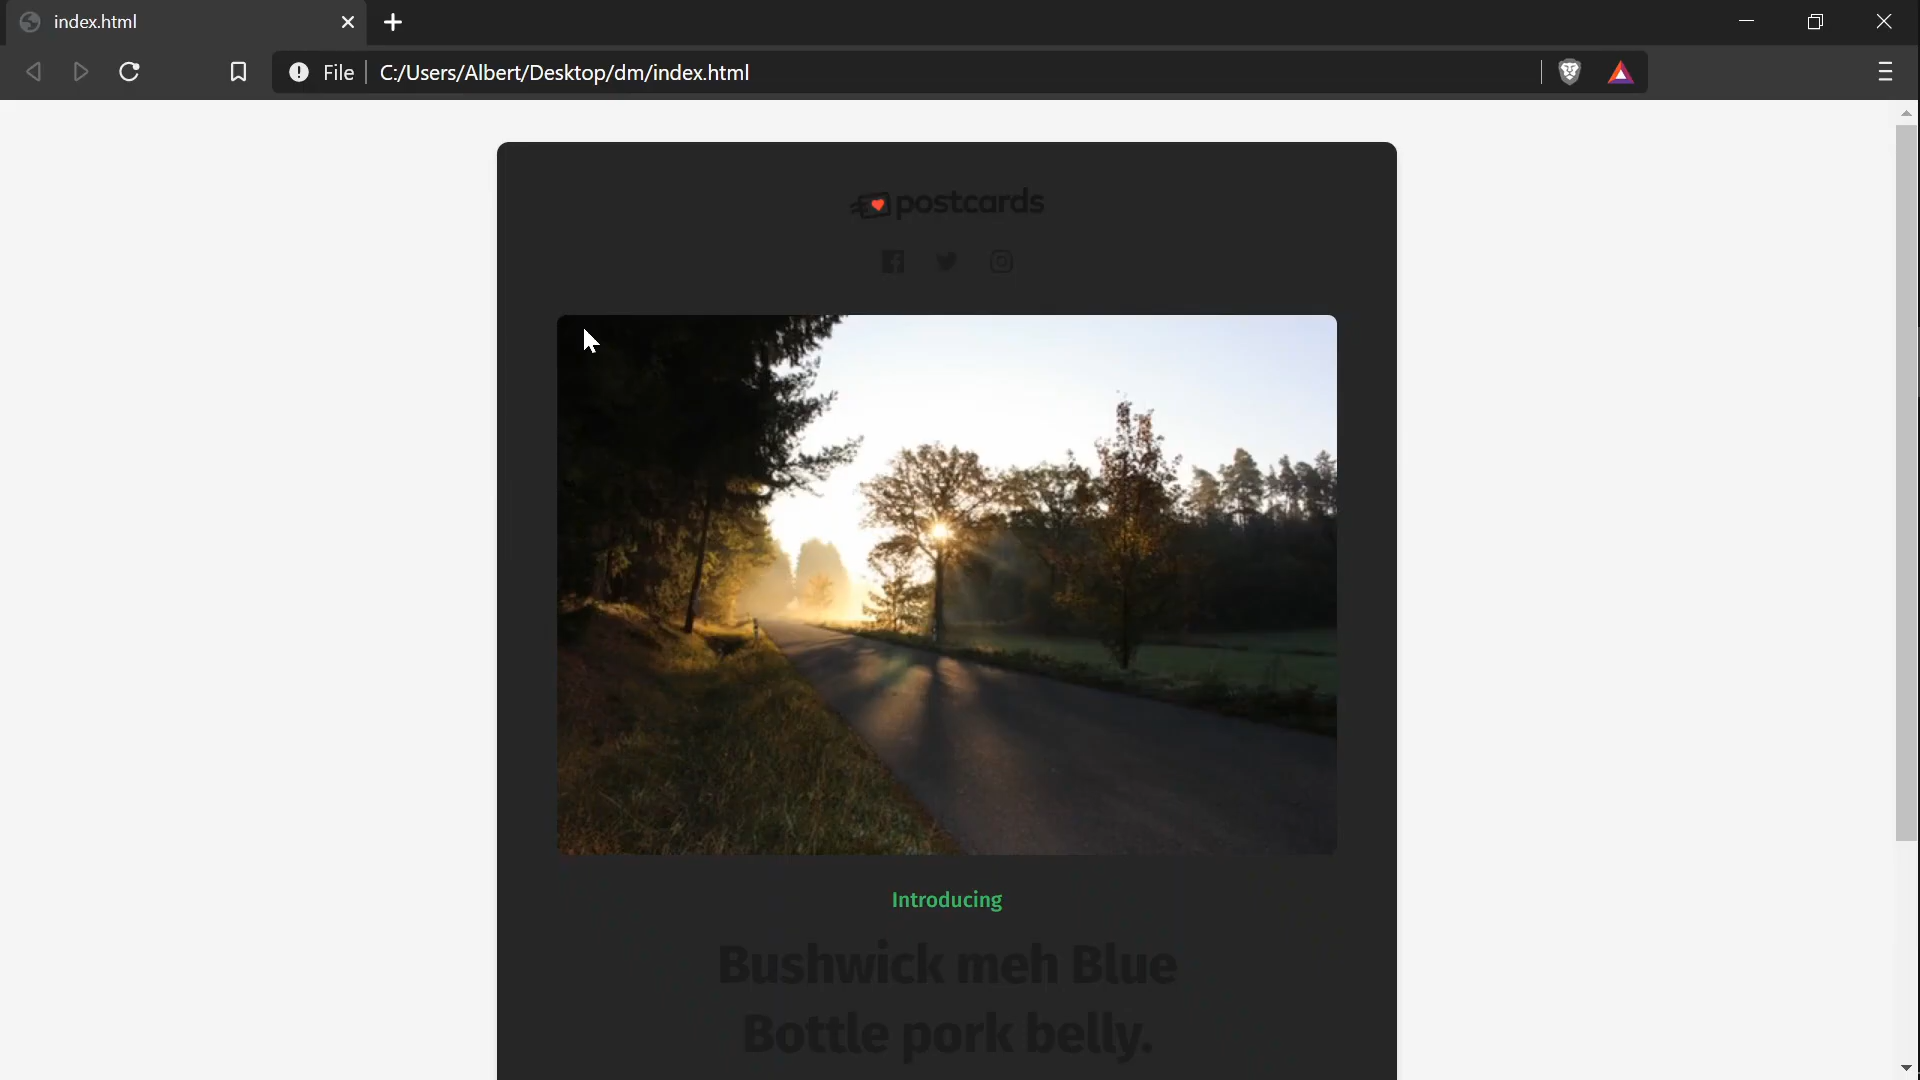 index.html
File
C:/Users/Albert/Desktop/dm/index.html
postcards
Introducing
Bushwick meh Blue
Bottle pork belly.